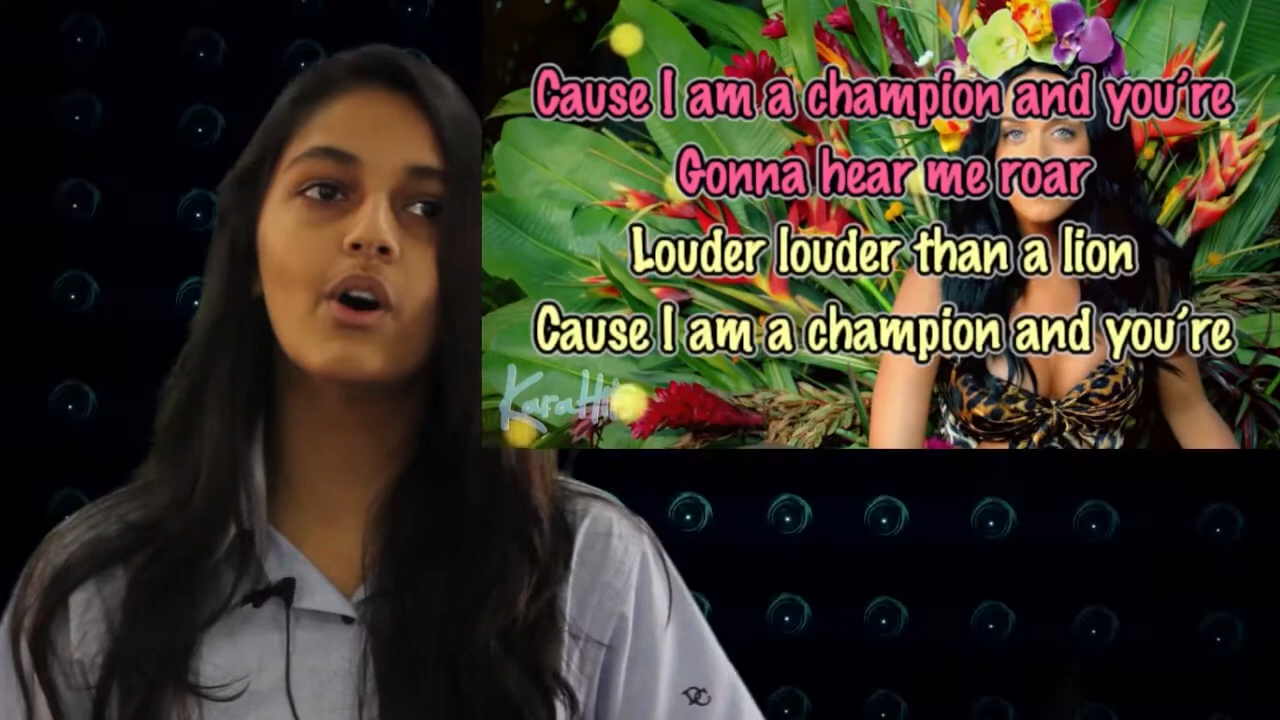 Cause I am a champion and you're
Gonna hear me roar
Louder louder than a lion
Cause I am a champion and you're
DC